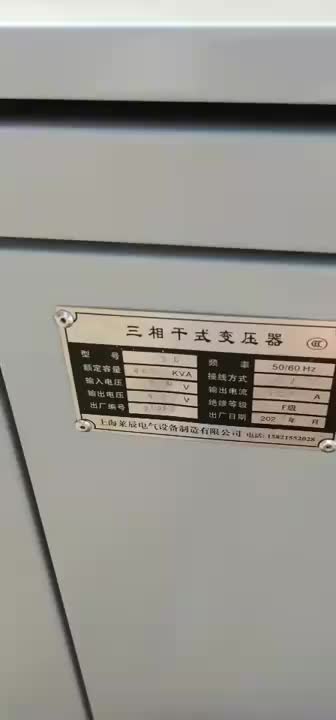 三相干式变压器
型号
频率 50/60 Hz
额定容量 KVA
接线方式
输入电压 V
输出电流 A
输出电压 V
绝缘等级 F级
出厂编号
出厂日期 202 年 月
上海莱辰电气设备制造有限公司 电话: